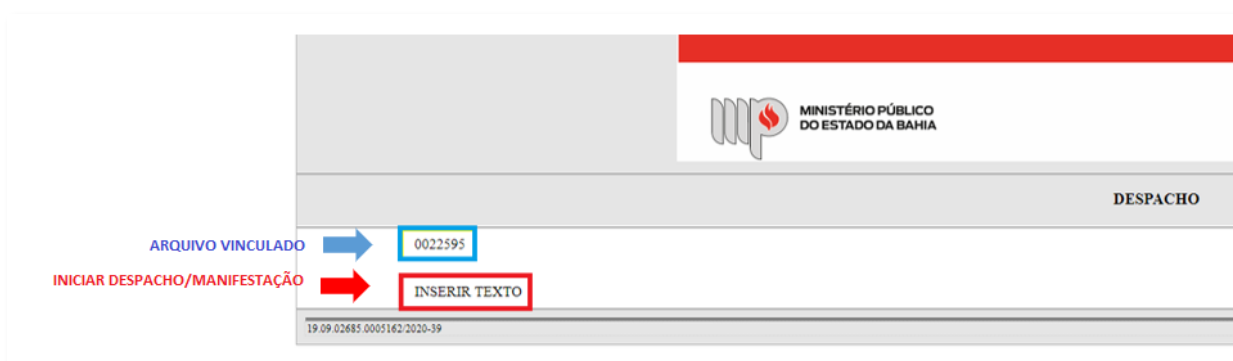 MINISTÉRIO PÚBLICO
DO ESTADO DA BAHIA
DESPACHO
ARQUIVO VINCULADO
0022595
INICIAR DESPACHO/MANIFESTAÇÃO
INSERIR TEXTO
19.09.02685.0005162/2020-39